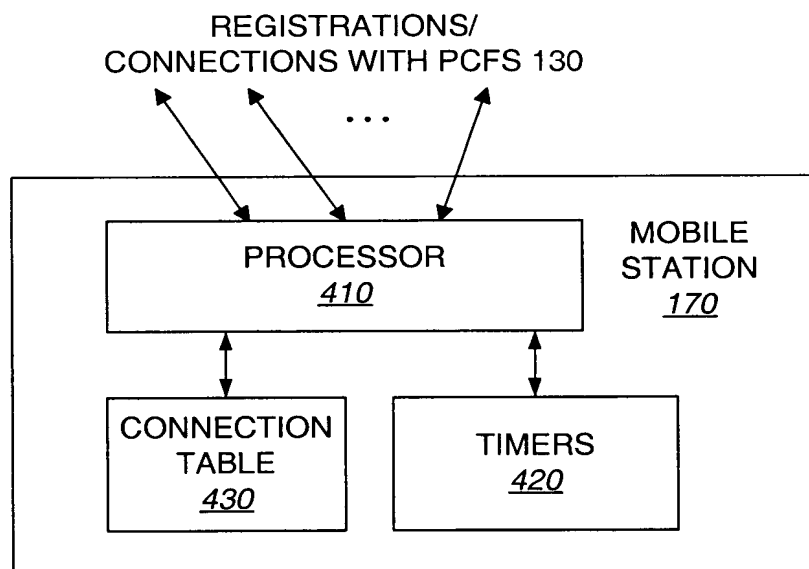 REGISTRATIONS/
CONNECTIONS WITH PCFS 130
...
PROCESSOR
410
MOBILE
STATION
170
CONNECTION
TABLE
430
TIMERS
420